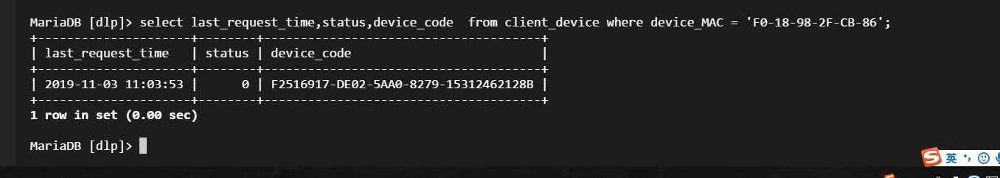 MariaDB [dlp]> select last_request_time,status,device_code  from client_device where device_MAC = 'F0-18-98-2F-CB-86';
+---------------------+--------+--------------------------------------+
| last_request_time   | status | device_code                          |
+---------------------+--------+--------------------------------------+
| 2019-11-03 11:03:53 |      0 | F2516917-DE02-5AA0-8279-15312462128B |
+---------------------+--------+--------------------------------------+
1 row in set (0.00 sec)
MariaDB [dlp]>
S 英